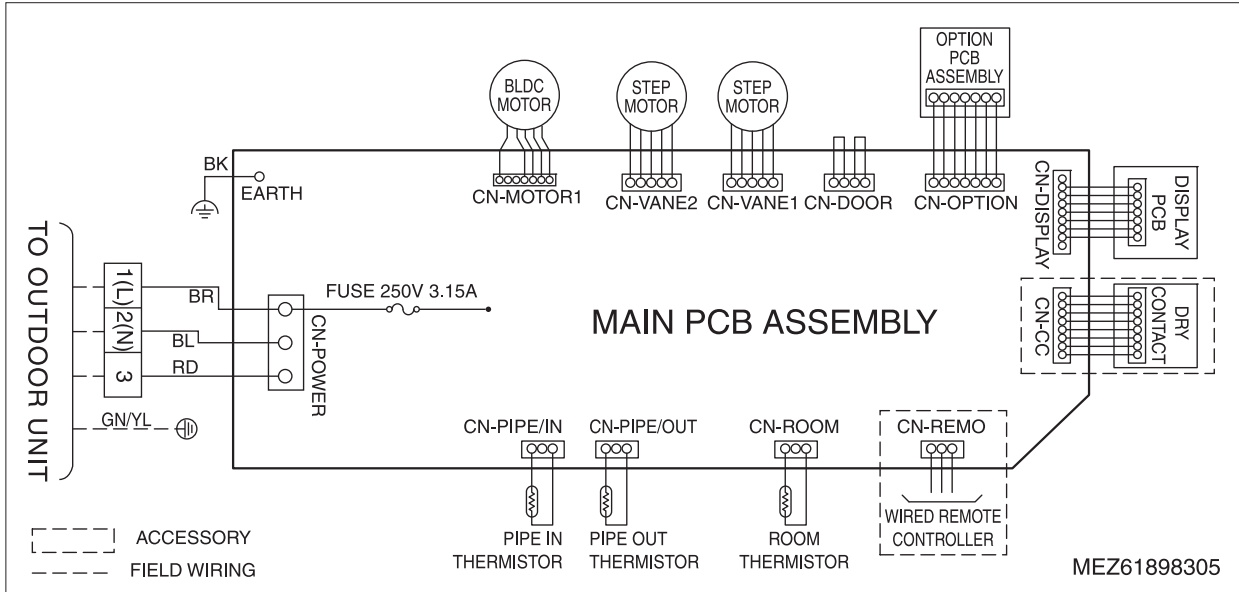 BLDC
MOTOR
STEP
MOTOR
STEP
MOTOR
OPTION
PCB
ASSEMBLY
BK
EARTH
CN-MOTOR1
CN-VANE2
CN-VANE1
CN-DOOR
CN-OPTION
CN-DISPLAY
DISPLAY
PCB
TO OUTDOOR UNIT
1(L)
2(N)
3
BR
BL
RD
GN/YL
CN-POWER
FUSE 250V 3.15A
MAIN PCB ASSEMBLY
CN-CC
DRY
CONTACT
CN-PIPE/IN
CN-PIPE/OUT
CN-ROOM
CN-REMO
PIPE IN
THERMISTOR
PIPE OUT
THERMISTOR
ROOM
THERMISTOR
WIRED REMOTE
CONTROLLER
ACCESSORY
FIELD WIRING
MEZ61898305